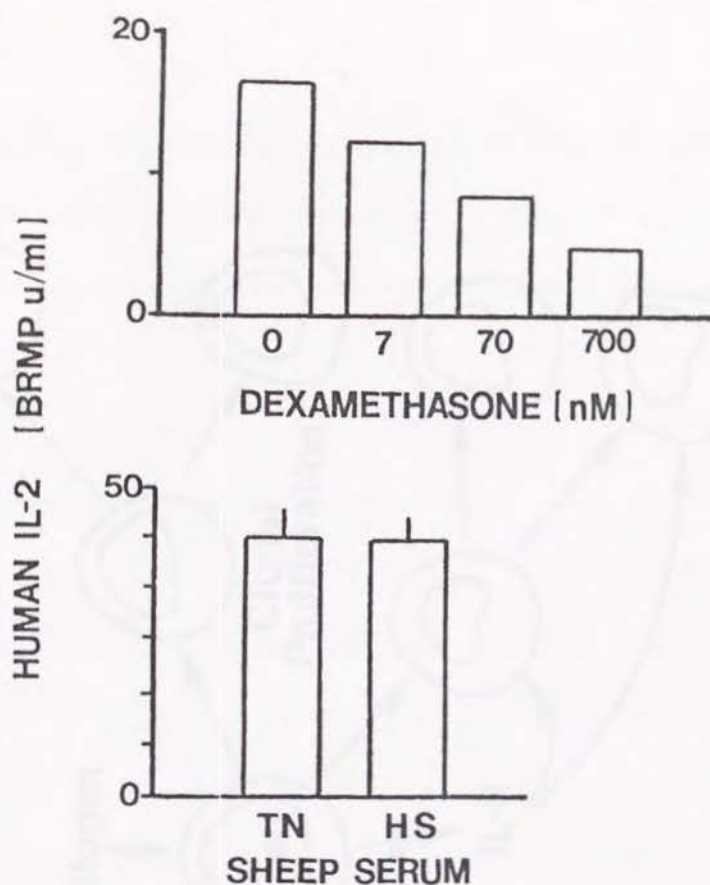 20
0
0 7 70 700
DEXAMETHASONE [nM]
HUMAN IL-2 [BRMP u/ml]
50
0
TN HS
SHEEP SERUM